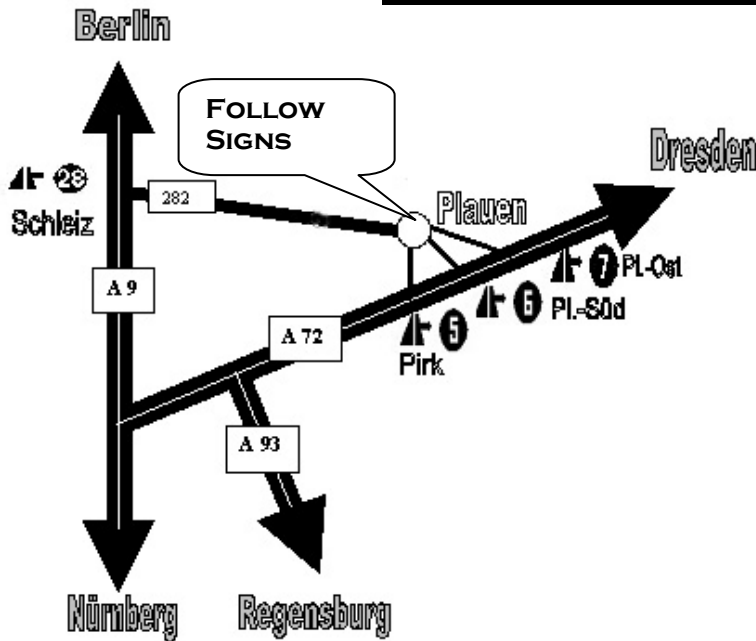 Berlin
FOLLOW
SIGNS
Dresden
28
Schleiz
282
Plauen
7 Pl.-Ost
A 9
6 Pl.-Süd
5
A 72
Pirk
A 93
Nürnberg
Regensburg